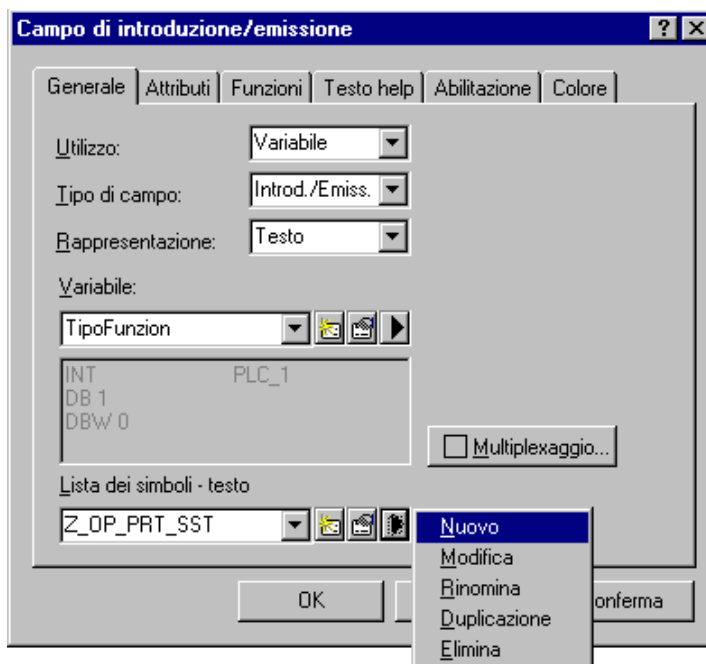 Campo di introduzione/emissione
Generale Attributi Funzioni Testo help Abilitazione Colore
Utilizzo: Variabile
Tipo di campo: Introd./Emiss.
Rappresentazione: Testo
Variabile:
TipoFunzion
INT PLC_1
DB 1
DBW 0
Multiplexaggio...
Lista dei simboli - testo
Z_OP_PRT_SST
Nuovo
Modifica
Rinomina
OK onferma
Duplicazione
Elimina